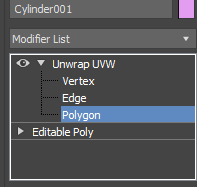 Cylinder001
Modifier List
Unwrap UVW
Vertex
Edge
Polygon
Editable Poly